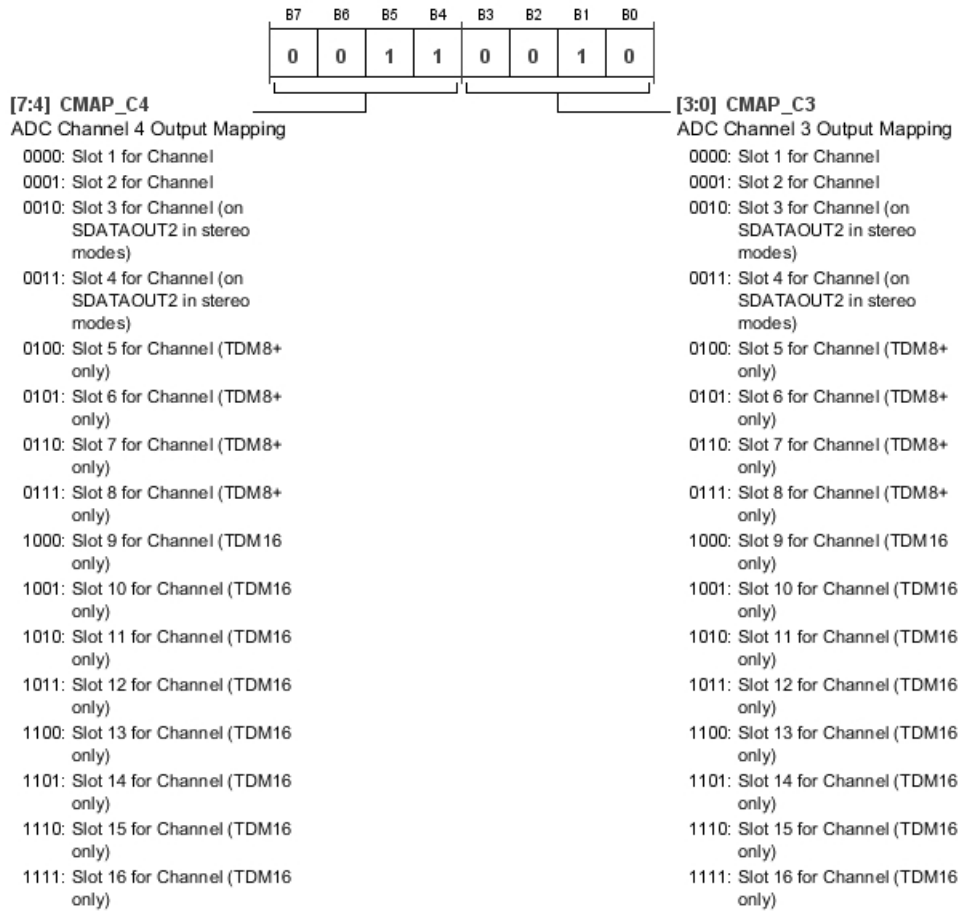 B7 B6 B5 B4 B3 B2 B1 B0
0 0 1 1 0 0 1 0
[7:4] CMAP_C4
ADC Channel 4 Output Mapping
0000: Slot 1 for Channel
0001: Slot 2 for Channel
0010: Slot 3 for Channel (on
SDATAOUT2 in stereo
modes)
0011: Slot 4 for Channel (on
SDATAOUT2 in stereo
modes)
0100: Slot 5 for Channel (TDM8+
only)
0101: Slot 6 for Channel (TDM8+
only)
0110: Slot 7 for Channel (TDM8+
only)
0111: Slot 8 for Channel (TDM8+
only)
1000: Slot 9 for Channel (TDM16
only)
1001: Slot 10 for Channel (TDM16
only)
1010: Slot 11 for Channel (TDM16
only)
1011: Slot 12 for Channel (TDM16
only)
1100: Slot 13 for Channel (TDM16
only)
1101: Slot 14 for Channel (TDM16
only)
1110: Slot 15 for Channel (TDM16
only)
1111: Slot 16 for Channel (TDM16
only)
[3:0] CMAP_C3
ADC Channel 3 Output Mapping
0000: Slot 1 for Channel
0001: Slot 2 for Channel
0010: Slot 3 for Channel (on
SDATAOUT2 in stereo
modes)
0011: Slot 4 for Channel (on
SDATAOUT2 in stereo
modes)
0100: Slot 5 for Channel (TDM8+
only)
0101: Slot 6 for Channel (TDM8+
only)
0110: Slot 7 for Channel (TDM8+
only)
0111: Slot 8 for Channel (TDM8+
only)
1000: Slot 9 for Channel (TDM16
only)
1001: Slot 10 for Channel (TDM16
only)
1010: Slot 11 for Channel (TDM16
only)
1011: Slot 12 for Channel (TDM16
only)
1100: Slot 13 for Channel (TDM16
only)
1101: Slot 14 for Channel (TDM16
only)
1110: Slot 15 for Channel (TDM16
only)
1111: Slot 16 for Channel (TDM16
only)